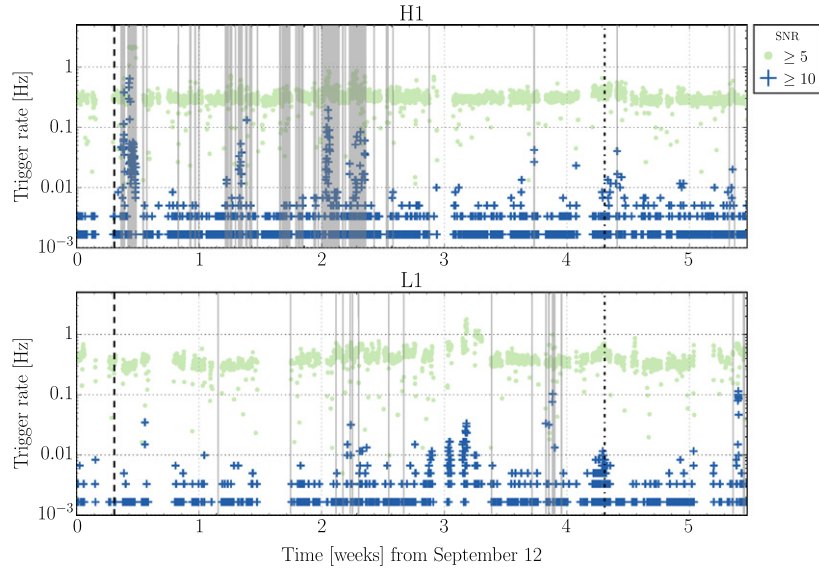 H1
Trigger rate [Hz]
1
0.1
0.01
10⁻³
0 1 2 3 4 5
SNR
≥ 5
≥ 10
L1
Trigger rate [Hz]
1
0.1
0.01
10⁻³
0 1 2 3 4 5
Time [weeks] from September 12